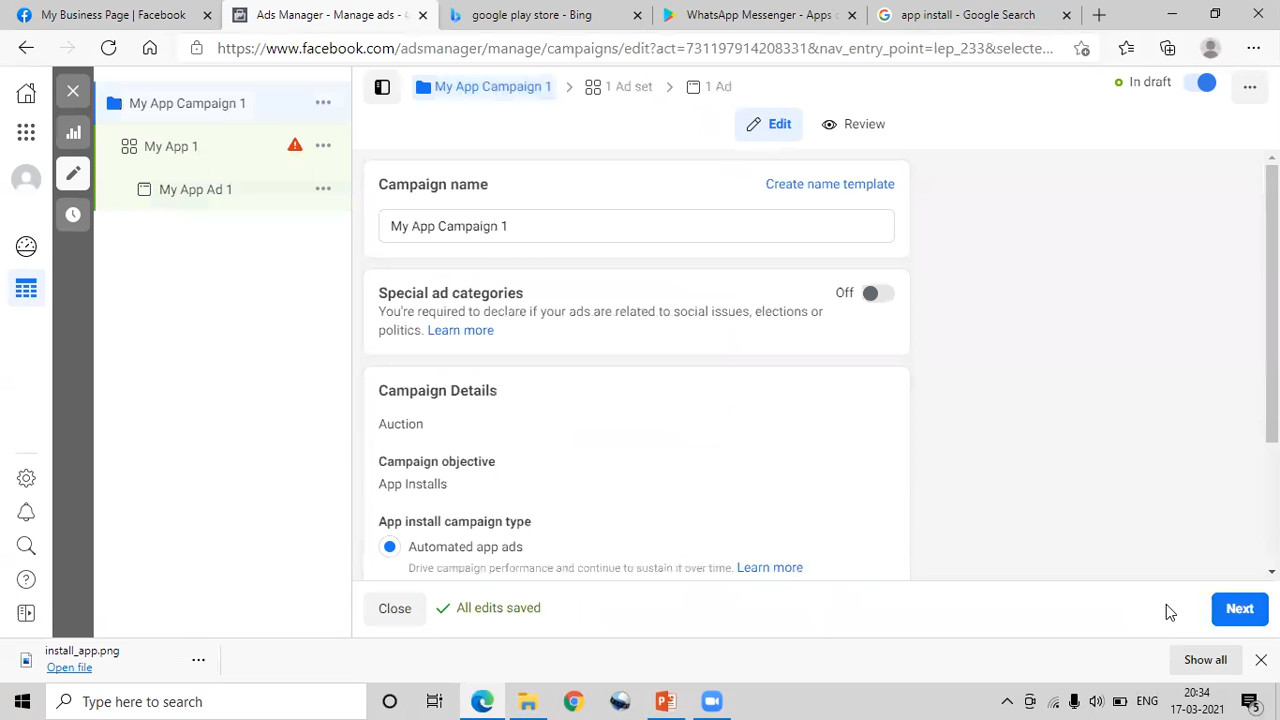 My Business Page | Facebook
Ads Manager - Manage ads -
google play store - Bing
WhatsApp Messenger - Apps o
app install - Google Search
https://www.facebook.com/adsmanager/manage/campaigns/edit?act=731197914208331&nav_entry_point=lep_233&selecte...
My App Campaign 1
My App 1
My App Ad 1
My App Campaign 1
1 Ad set
1 Ad
In draft
Edit
Review
Campaign name
Create name template
My App Campaign 1
Special ad categories
Off
You're required to declare if your ads are related to social issues, elections or
politics. Learn more
Campaign Details
Auction
Campaign objective
App Installs
App install campaign type
Automated app ads
Drive campaign performance and continue to sustain it over time. Learn more
Close
All edits saved
Next
install_app.png
Open file
Show all
Type here to search
ENG
20:34
17-03-2021
5